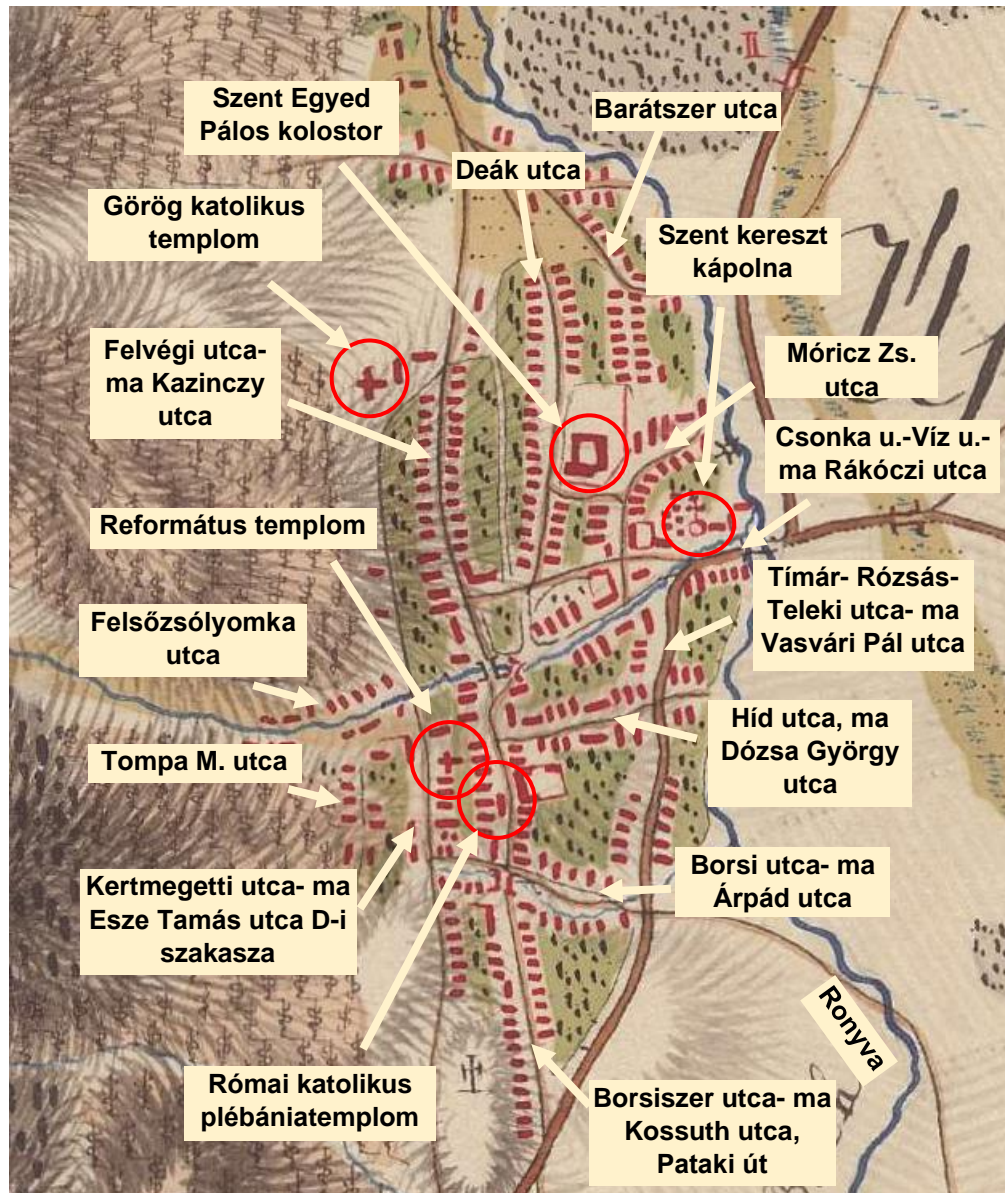 Szent Egyed
Pálos kolostor
Barátszer utca
Deák utca
Görög katolikus
templom
Szent kereszt
kápolna
Felvégi utca-
ma Kazinczy
utca
Móricz Zs.
utca
Csonka u.-Víz u.-
ma Rákóczi utca
Református templom
Tímár- Rózsás-
Teleki utca- ma
Vasvári Pál utca
Felsőzsólyomka
utca
Híd utca, ma
Dózsa György
utca
Tompa M. utca
Borsi utca- ma
Árpád utca
Kertmegetti utca- ma
Esze Tamás utca D-i
szakasza
Ronyva
Római katolikus
plébániatemplom
Borsiszer utca- ma
Kossuth utca,
Pataki út